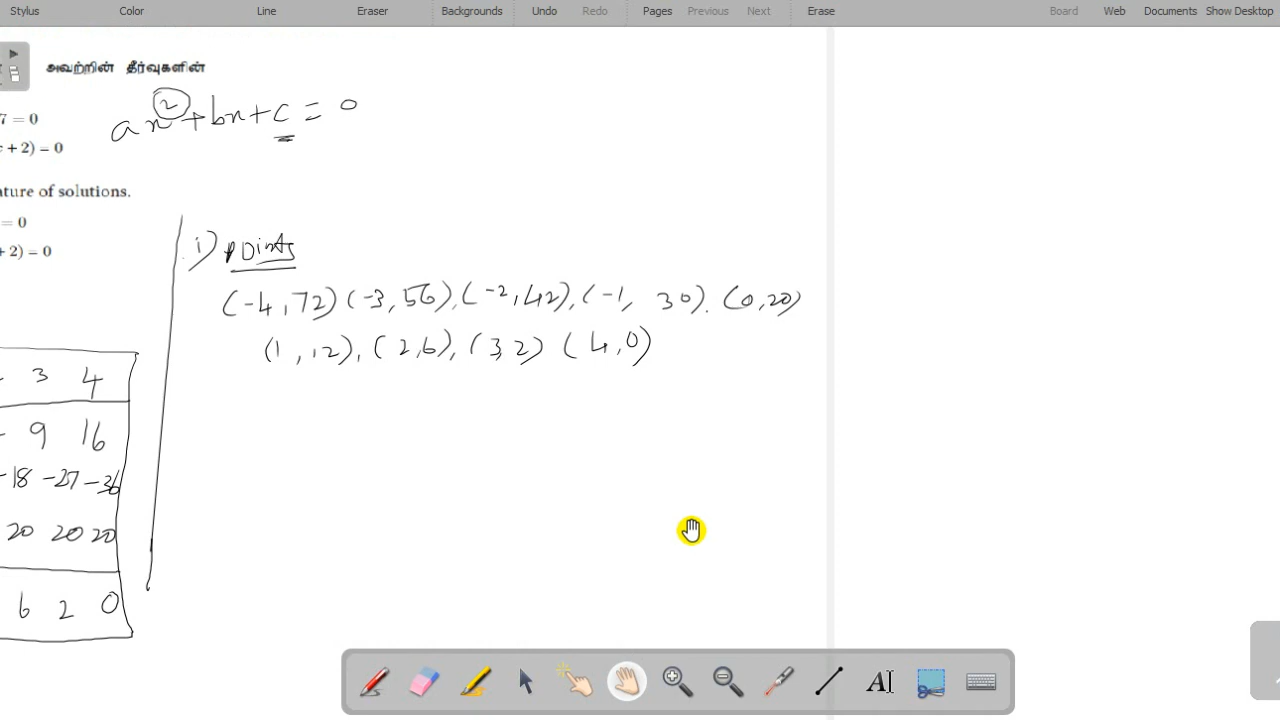 Stylus Color Line Eraser Backgrounds Undo Redo Pages Previous Next Erase Board Web Documents Show Desktop
அவற்றின் தீர்வுகளின்
7 = 0
+ 2) = 0
ax²+bx+c = 0
ature of solutions.
= 0
+ 2) = 0
i) points
(-4,72) (-3,56), (-2,42), (-1, 30). (0,20)
(1,12), (2,6), (3,2) (4,0)
3 4
9 16
-18 -27 -36
20 20 20
6 2 0